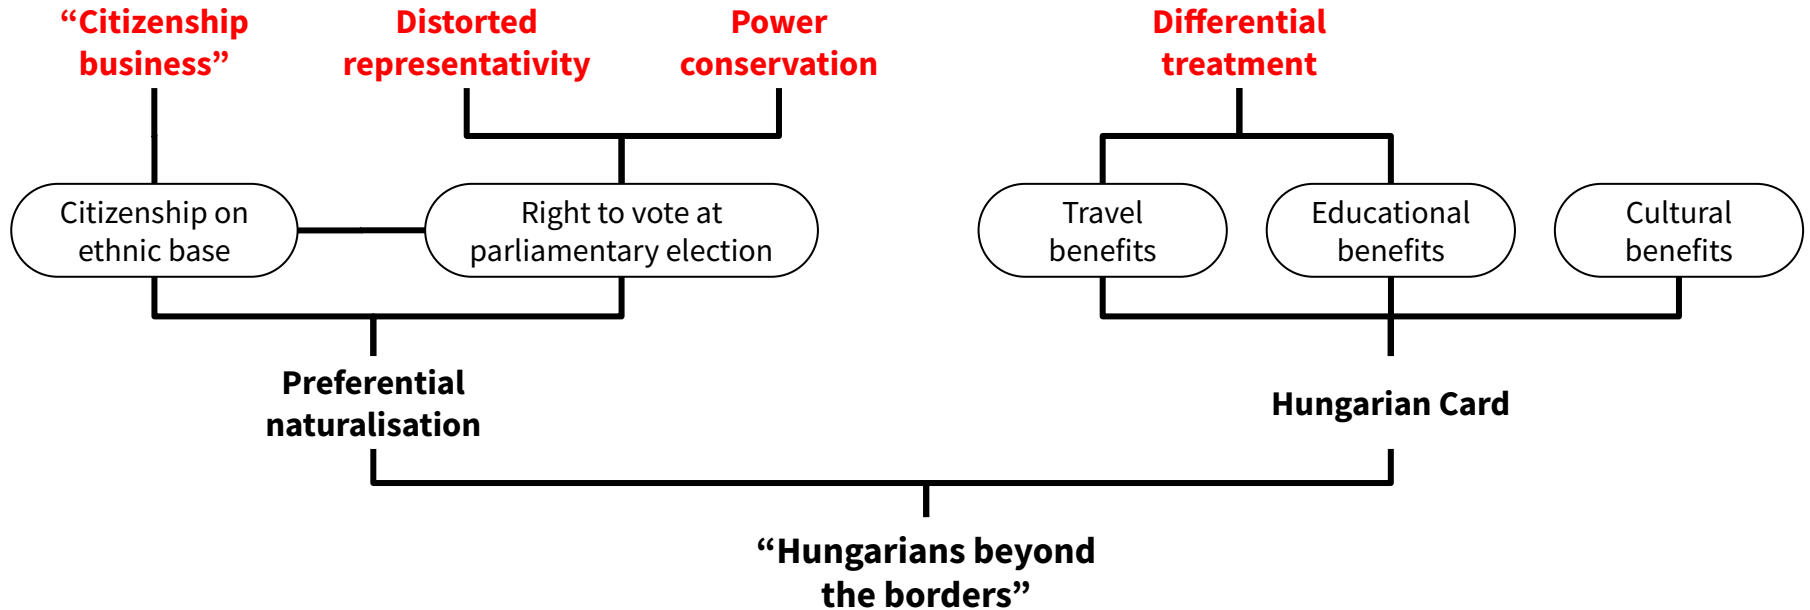 “Citizenship
business”
Distorted
representativity
Power
conservation
Differential
treatment
Citizenship on
ethnic base
Right to vote at
parliamentary election
Travel
benefits
Educational
benefits
Cultural
benefits
Preferential
naturalisation
Hungarian Card
“Hungarians beyond
the borders”